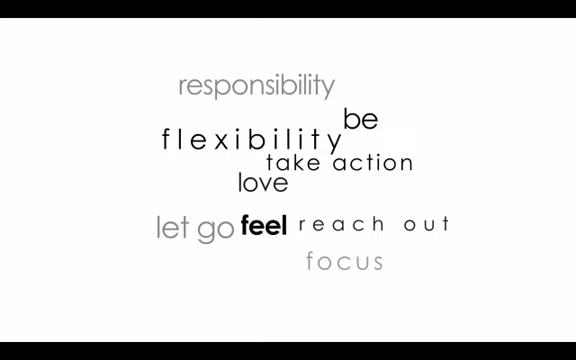 responsibility
be
flexibility
take action
love
let go feel reach out
focus